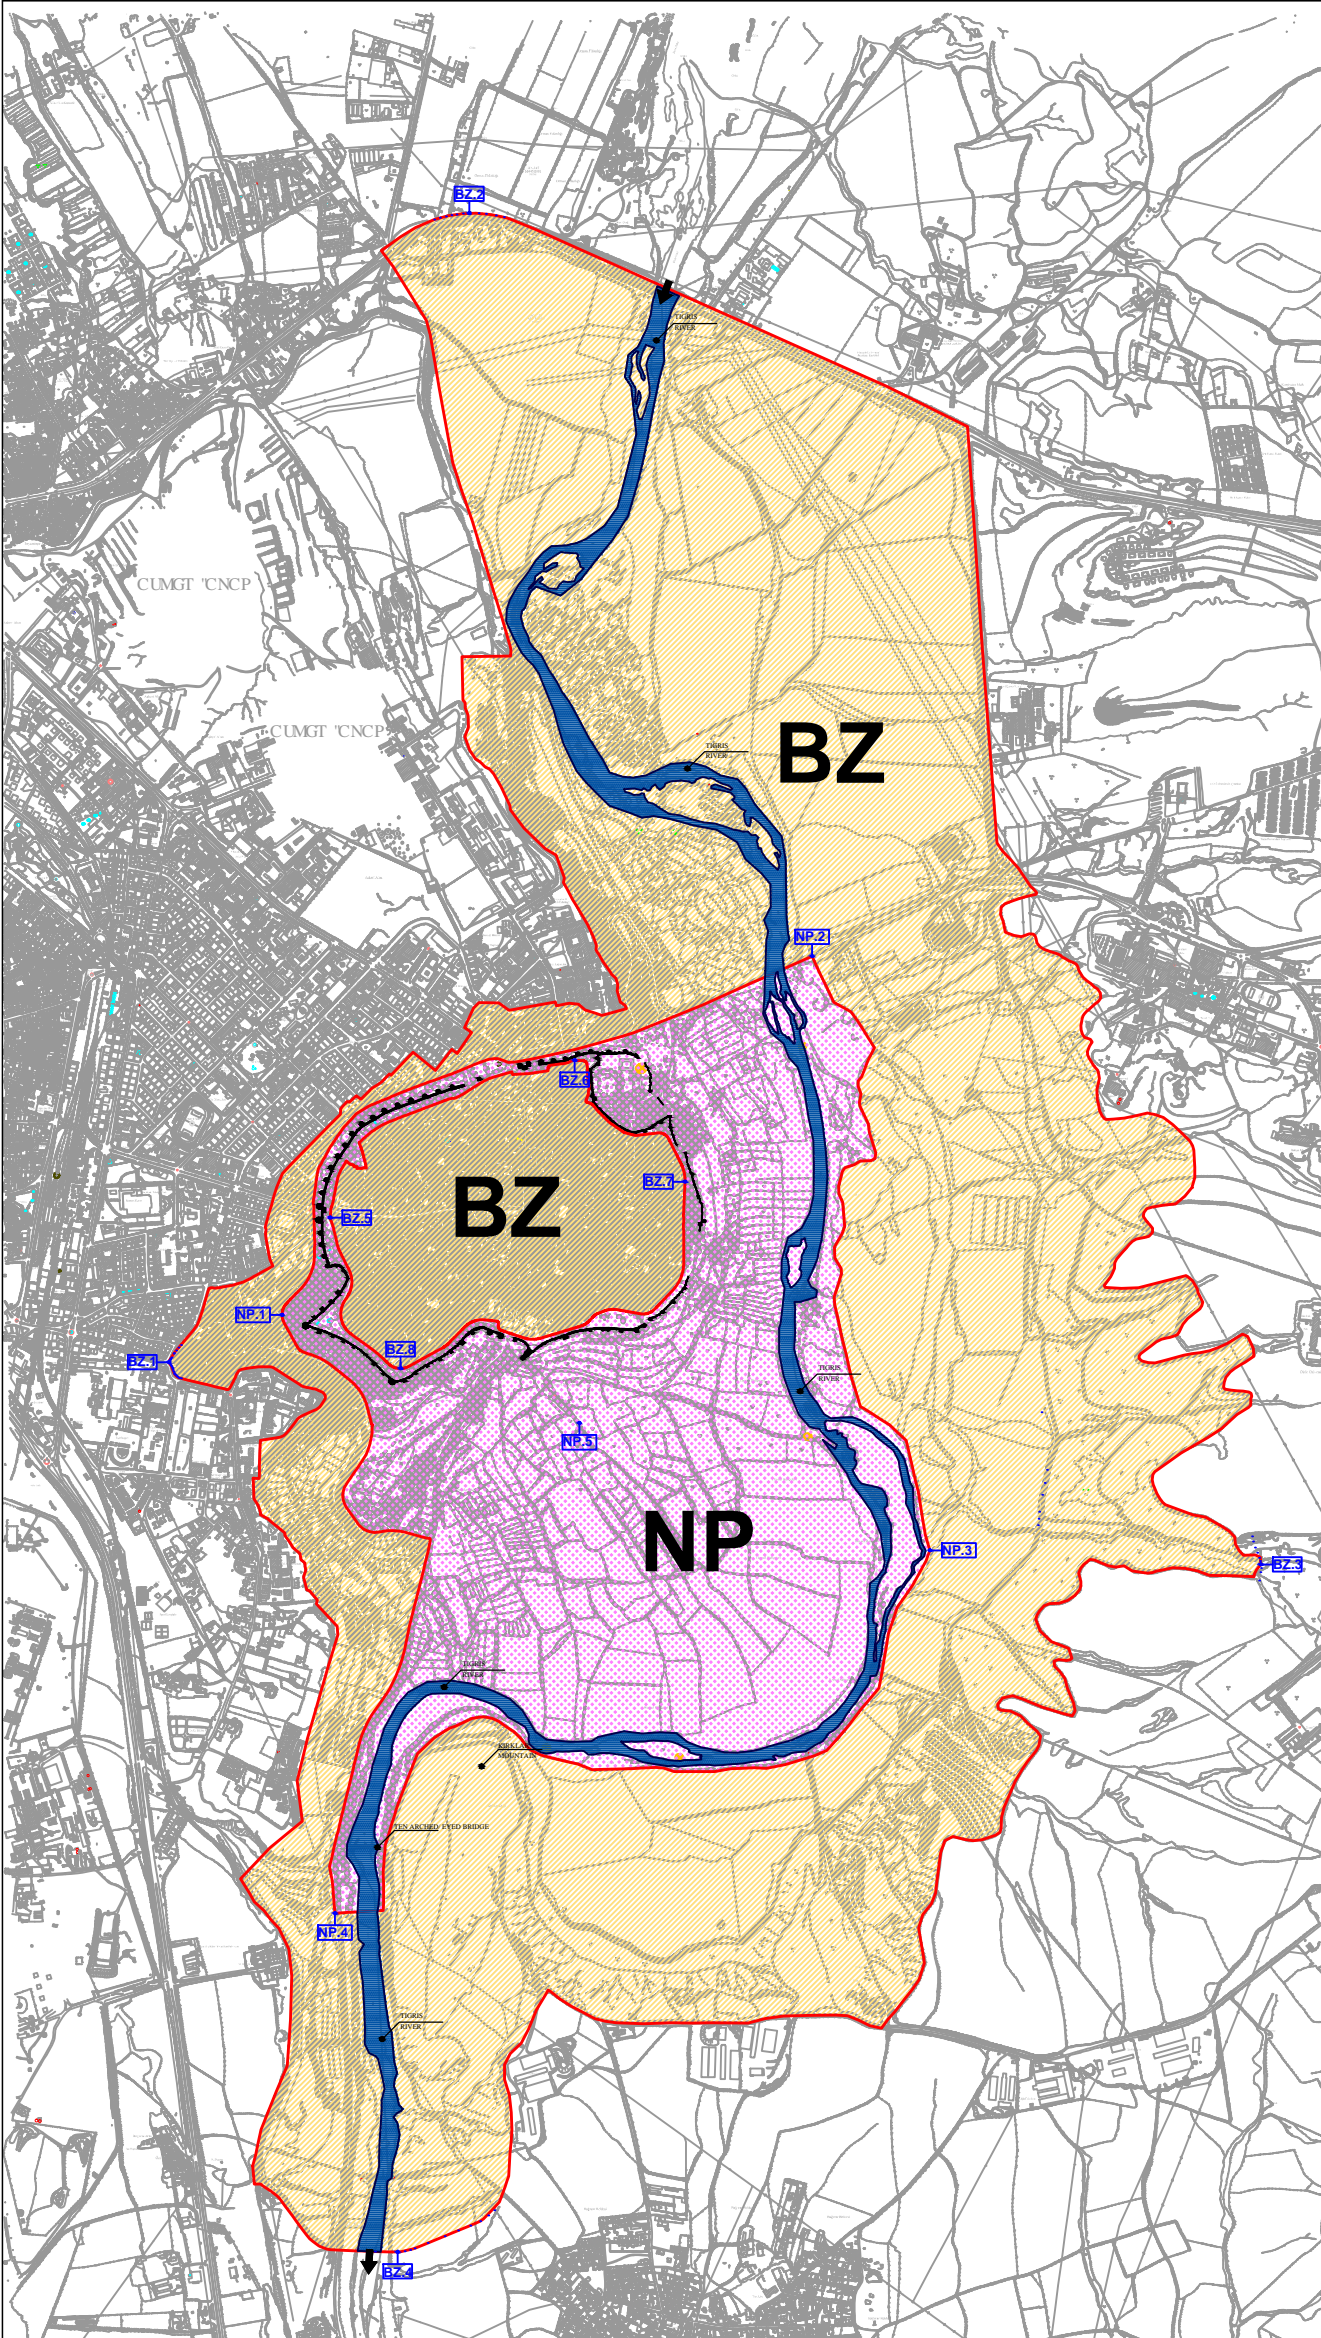 BZ.2
TIGRIS
RIVER
CUMGT "CNCP
CUMGT "CNCP
TIGRIS
RIVER
BZ
NP.2
BZ.6
BZ.7
BZ
BZ.5
NP.1
BZ.8
BZ.1
TIGRIS
RIVER
NP.5
NP
NP.3
BZ.3
TIGRIS
RIVER
MOUNTAIN
TEN ARCHED/ EYED BRIDGE
NP.4
TIGRIS
RIVER
BZ.4